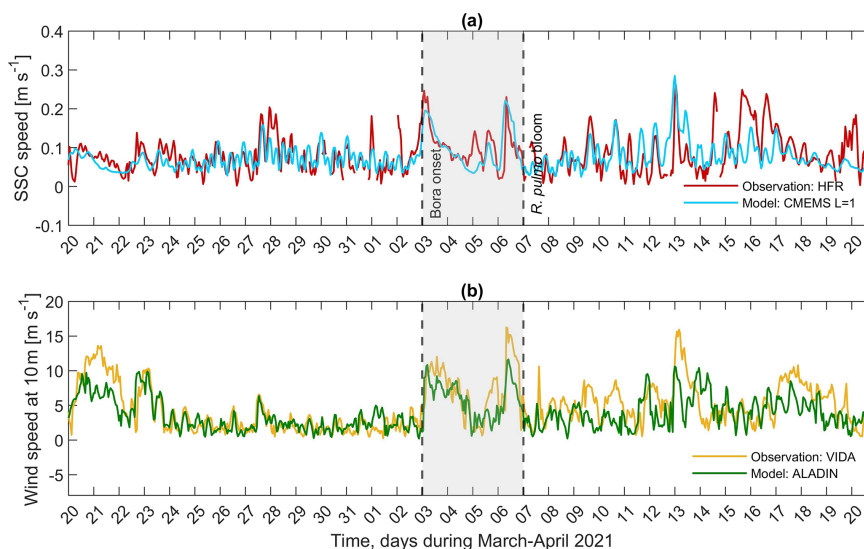 (a)
SSC speed [m s-¹]
0.4
0.3
0.2
0.1
0
-0.1
Bora onset
R. pulmo bloom
Observation: HFR
Model: CMEMS L=1
20 21 22 23 24 25 26 27 28 29 30 31 01 02 03 04 05 06 07 08 09 10 11 12 13 14 15 16 17 18 19 20
(b)
Wind speed at 10 m [m s-¹]
20
15
10
5
0
-5
Observation: VIDA
Model: ALADIN
20 21 22 23 24 25 26 27 28 29 30 31 01 02 03 04 05 06 07 08 09 10 11 12 13 14 15 16 17 18 19 20
Time, days during March-April 2021